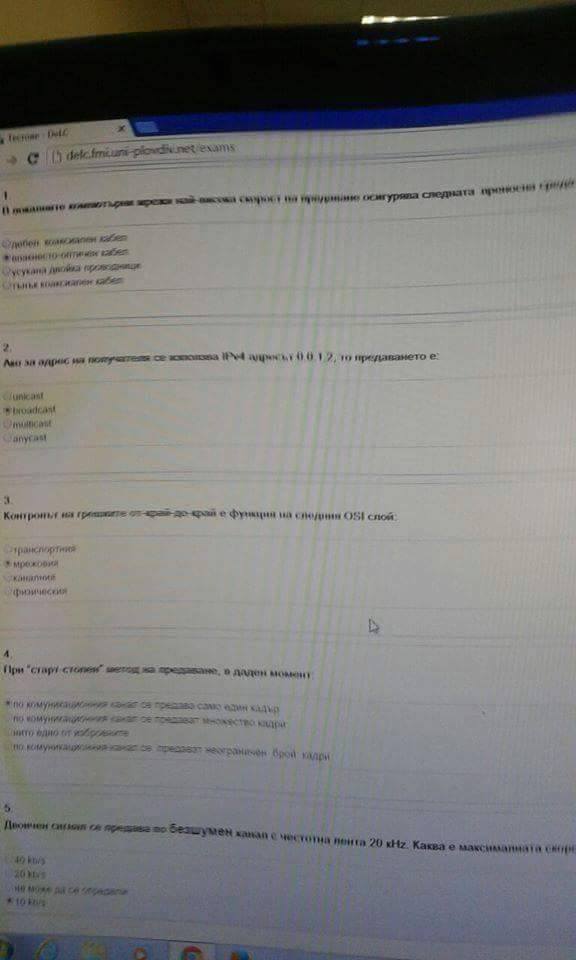 Тестове - DeLC
delc.fmi.uni-plovdiv.net/exams
1.
В локалните компютърни мрежи най-висока скорост на предаване осигурява следната преносна среда
дебел коаксиален кабел
влакнесто-оптичен кабел
усукана двойка проводници
тънък коаксиален кабел
2.
Ако за адрес на получателя се използва IPv4 адресът 0.0.1.2, то предаването е:
unicast
broadcast
multicast
anycast
3.
Контролът на грешките от-край-до-край е функция на следния OSI слой:
транспортния
мрежовия
каналния
физическия
4.
При "старт-стопен" метод на предаване, в даден момент:
по комуникационния канал се предава само един кадър
по комуникационния канал се предават множество кадри
нито едно от изброените
по комуникационния канал се предават неограничен брой кадри
5.
Двоичен сигнал се предава по безшумен канал с честотна лента 20 kHz. Каква е максималната
40 kb/s
20 kb/s
не може да се определи
10 kb/s